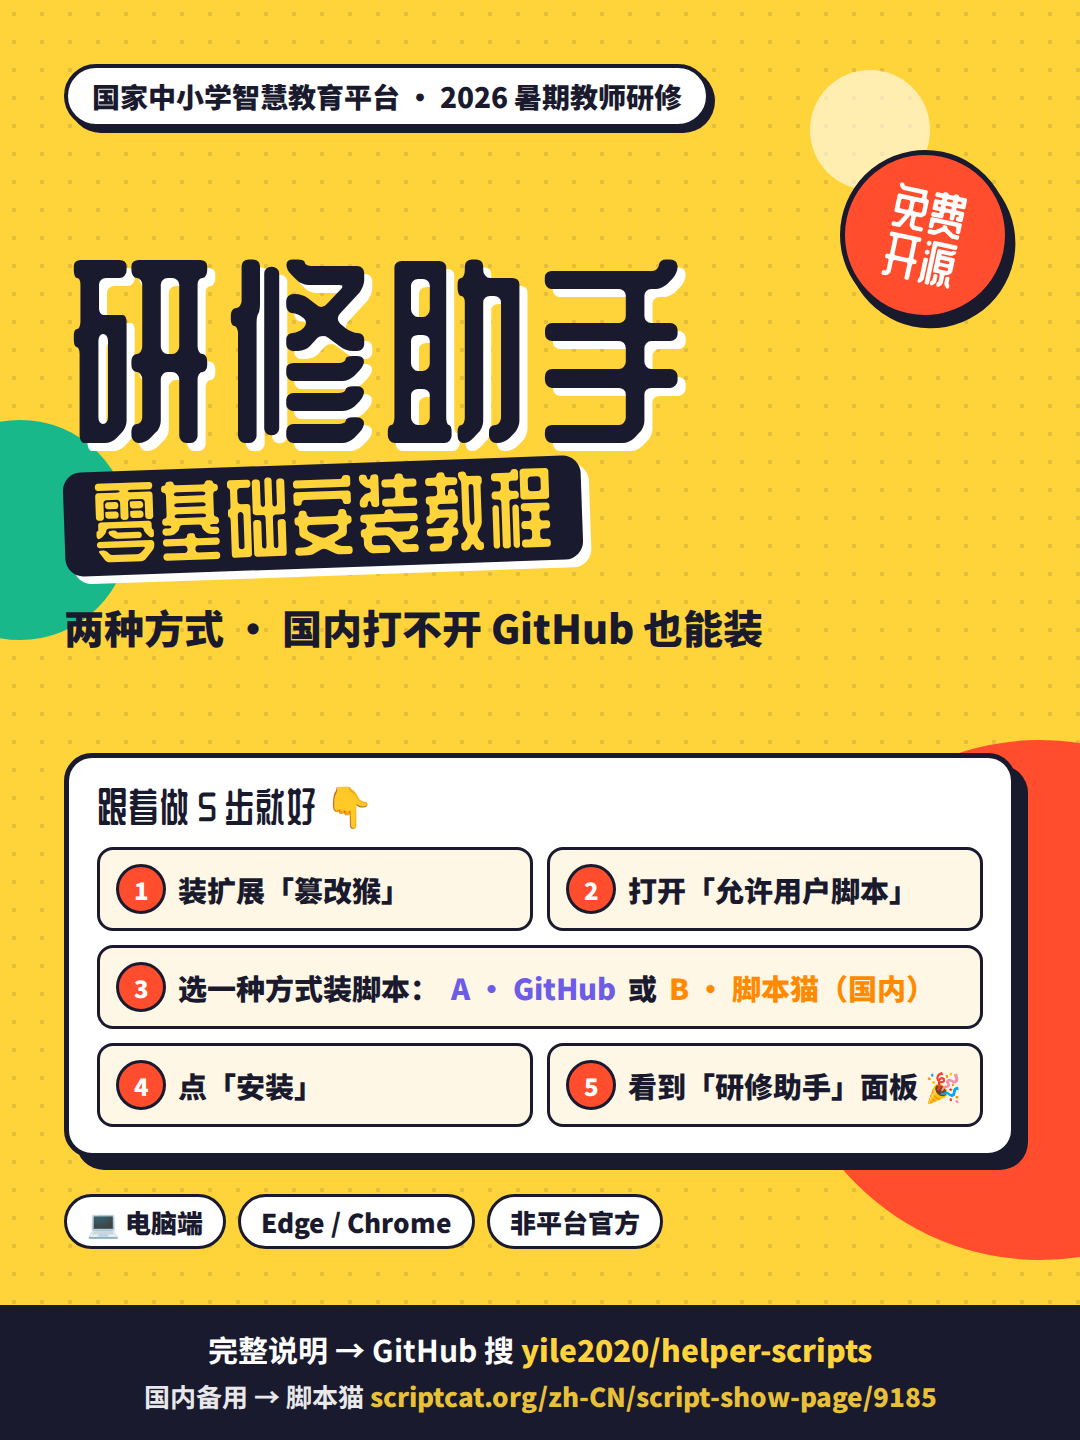 国家中小学智慧教育平台 · 2026 暑期教师研修
免费
开源
研修助手
零基础安装教程
两种方式 · 国内打不开 GitHub 也能装
跟着做 5 步就好 👇
1 装扩展「篡改猴」
2 打开「允许用户脚本」
3 选一种方式装脚本： A · GitHub 或 B · 脚本猫（国内）
4 点「安装」
5 看到「研修助手」面板 🎉
💻 电脑端
Edge / Chrome
非平台官方
完整说明 → GitHub 搜 yile2020/helper-scripts
国内备用 → 脚本猫 scriptcat.org/zh-CN/script-show-page/9185